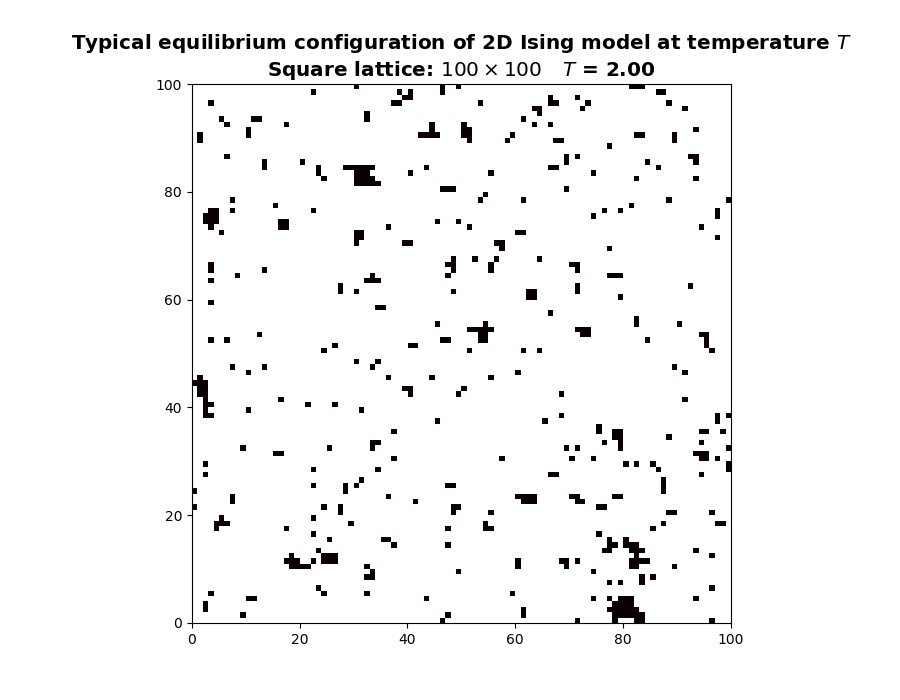 Typical equilibrium configuration of 2D Ising model at temperature T
Square lattice: 100 × 100 T = 2.00
100
80
60
40
20
0
0 20 40 60 80 100